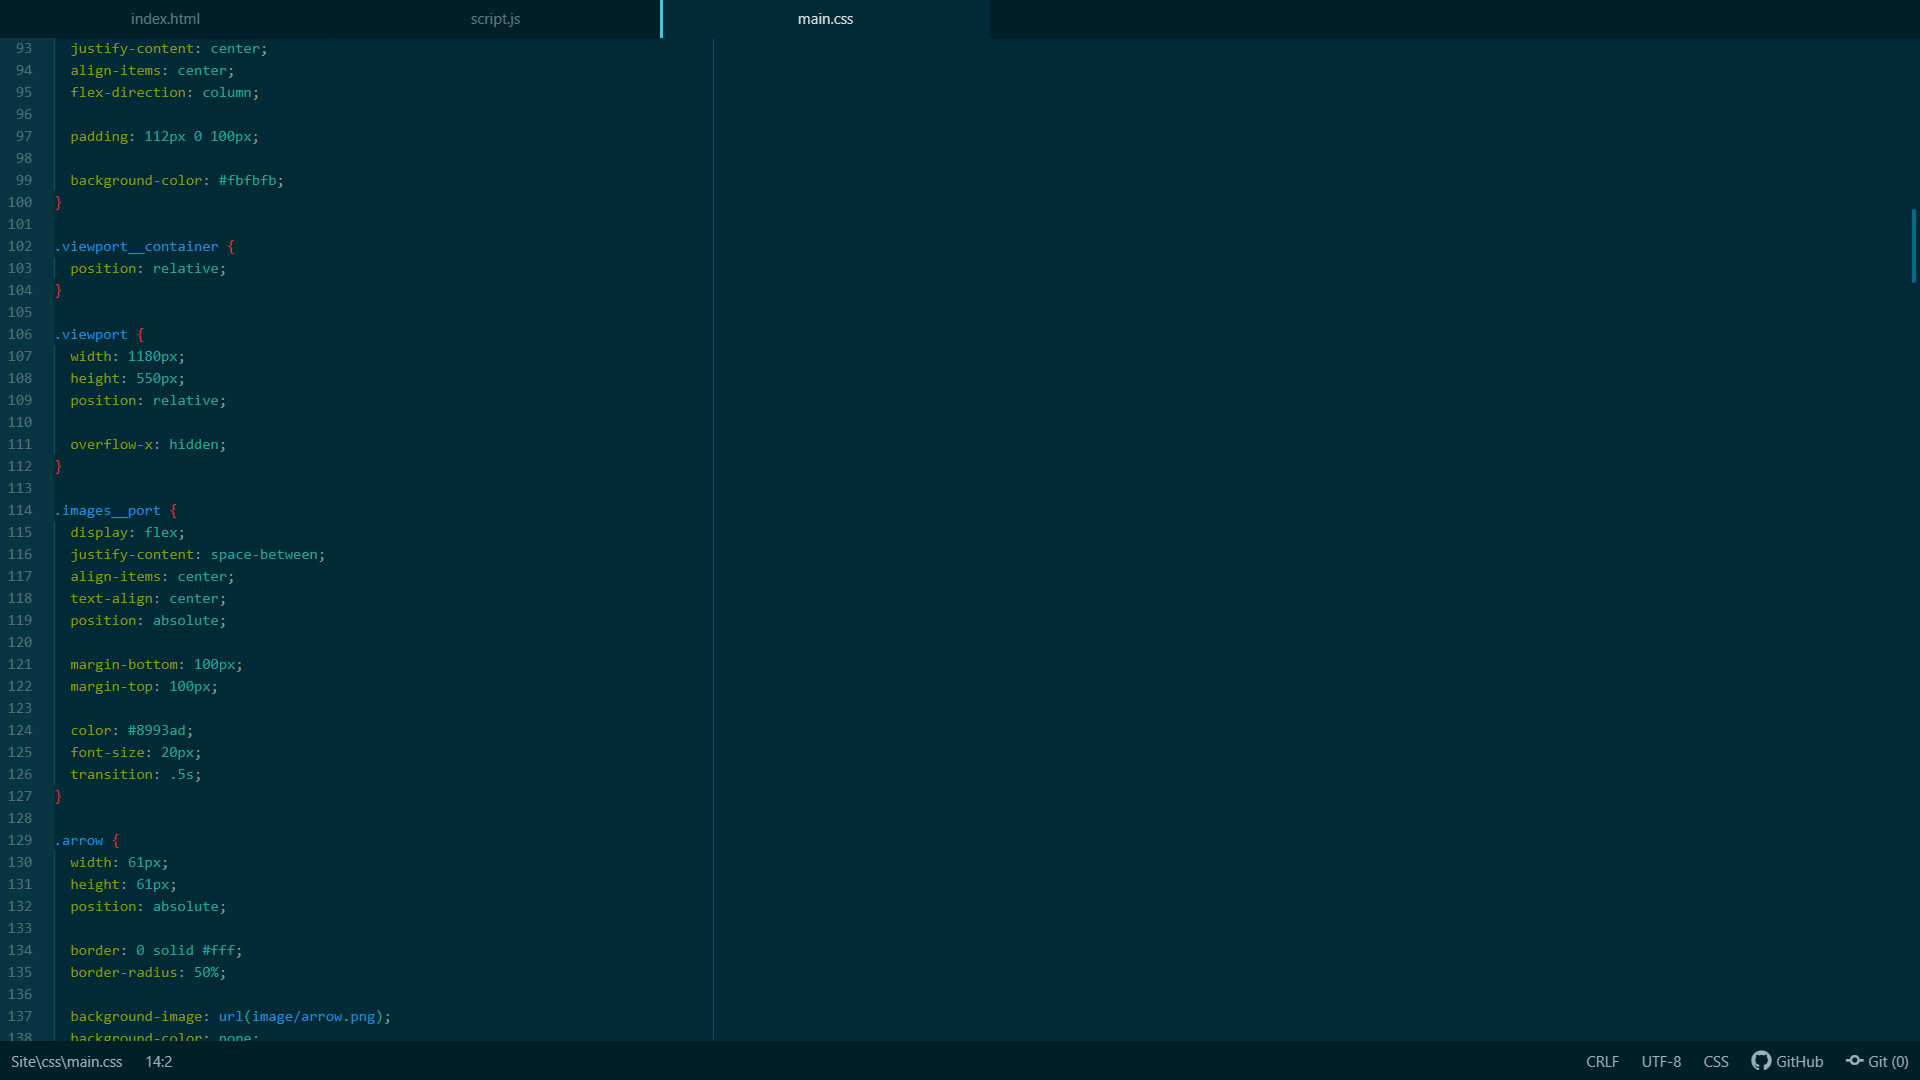 index.html script.js main.css
93 justify-content: center;
94 align-items: center;
95 flex-direction: column;
96
97 padding: 112px 0 100px;
98
99 background-color: #fbfbfb;
100 }
101
102 .viewport__container {
103 position: relative;
104 }
105
106 .viewport {
107 width: 1180px;
108 height: 550px;
109 position: relative;
110
111 overflow-x: hidden;
112 }
113
114 .images__port {
115 display: flex;
116 justify-content: space-between;
117 align-items: center;
118 text-align: center;
119 position: absolute;
120
121 margin-bottom: 100px;
122 margin-top: 100px;
123
124 color: #8993ad;
125 font-size: 20px;
126 transition: .5s;
127 }
128
129 .arrow {
130 width: 61px;
131 height: 61px;
132 position: absolute;
133
134 border: 0 solid #fff;
135 border-radius: 50%;
136
137 background-image: url(image/arrow.png);
138 background-color: none;
Site\css\main.css 14:2 CRLF UTF-8 CSS GitHub Git (0)